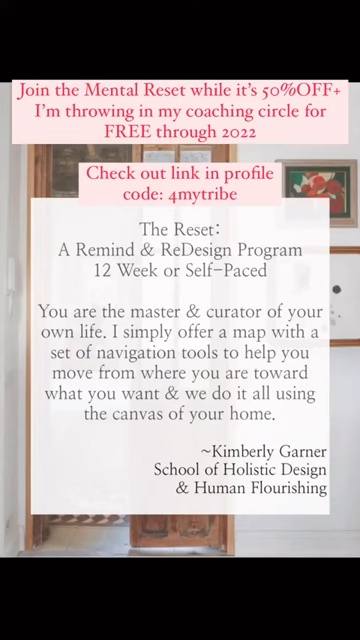 Join the Mental Reset while it's 50%OFF+
I'm throwing in my coaching circle for
FREE through 2022
Check out link in profile
code: 4mytribe
The Reset:
A Remind & ReDesign Program
12 Week or Self-Paced
You are the master & curator of your
own life. I simply offer a map with a
set of navigation tools to help you
move from where you are toward
what you want & we do it all using
the canvas of your home.
~Kimberly Garner
School of Holistic Design
& Human Flourishing